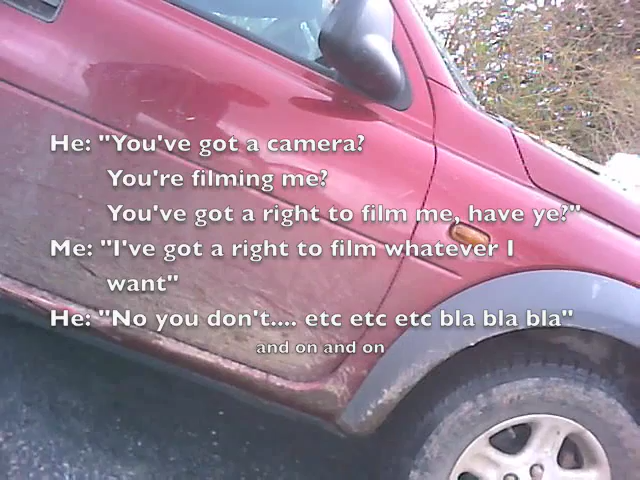 He: "You've got a camera?
You're filming me?
You've got a right to film me, have ye?"
Me: "I've got a right to film whatever I
want"
He: "No you don't.... etc etc etc bla bla bla"
and on and on